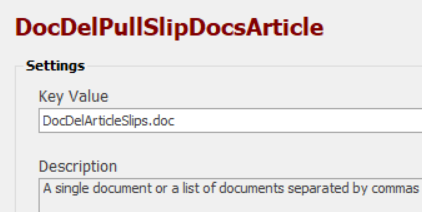 DocDelPullSlipDocsArticle
Settings
Key Value
DocDelArticleSlips.doc
Description
A single document or a list of documents separated by commas